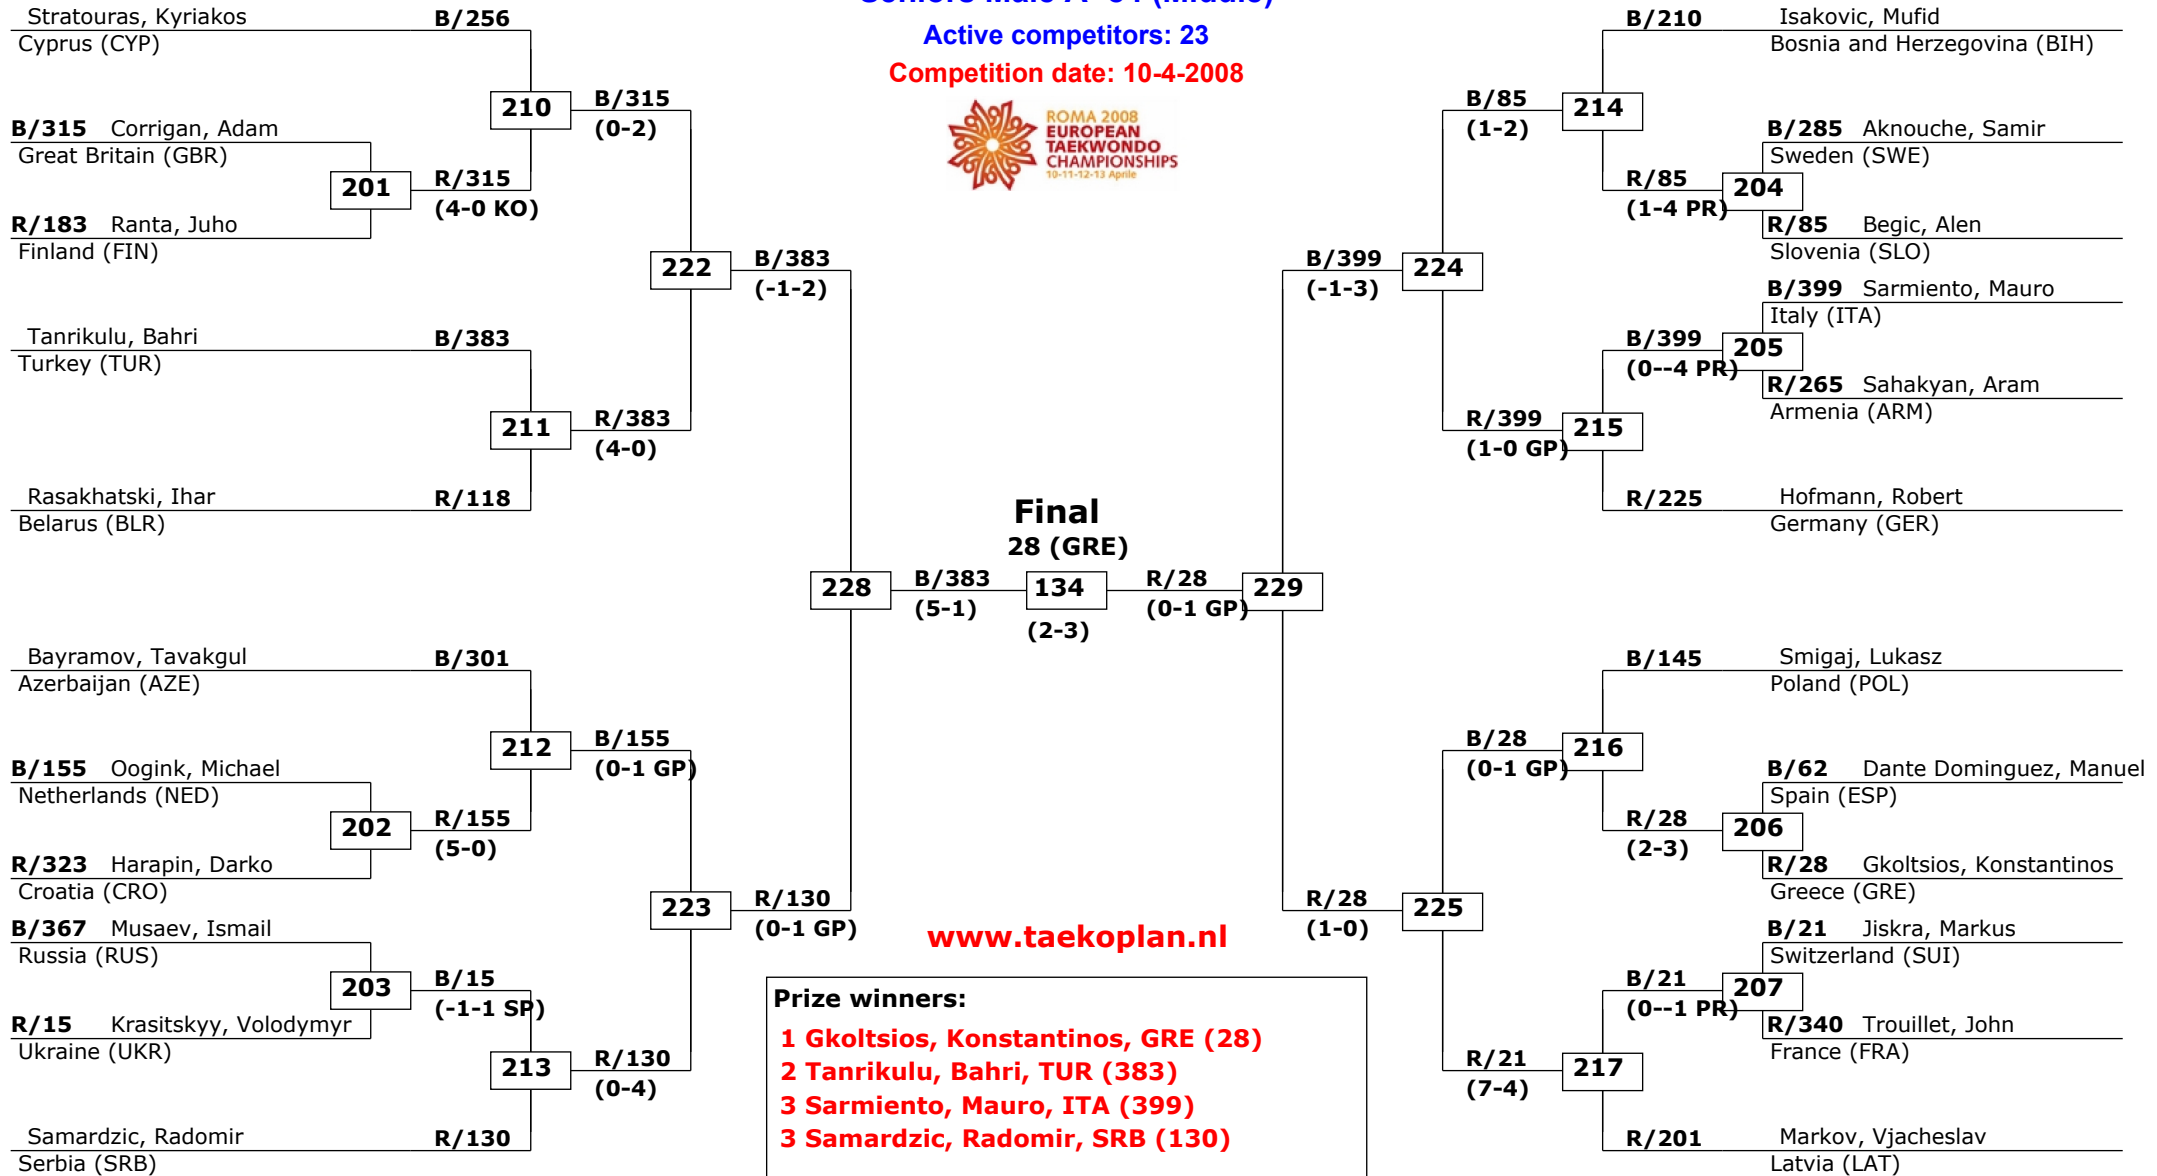 Active competitors: 23
Competition date: 10-4-2008
ROMA 2008
EUROPEAN
TAEKWONDO
CHAMPIONSHIPS
10-11-12-13 Aprile
Stratouras, Kyriakos B/256
Cyprus (CYP)
210 B/315
(0-2)
B/315 Corrigan, Adam
Great Britain (GBR)
201 R/315
(4-0 KO)
R/183 Ranta, Juho
Finland (FIN)
222 B/383
(-1-2)
Tanrikulu, Bahri B/383
Turkey (TUR)
211 R/383
(4-0)
Rasakhatski, Ihar R/118
Belarus (BLR)
228 B/383
(5-1)
Bayramov, Tavakgul B/301
Azerbaijan (AZE)
212 B/155
(0-1 GP)
B/155 Oogink, Michael
Netherlands (NED)
202 R/155
(5-0)
R/323 Harapin, Darko
Croatia (CRO)
223 R/130
(0-1 GP)
B/367 Musaev, Ismail
Russia (RUS)
203 B/15
(-1-1 SP)
R/15 Krasitskyy, Volodymyr
Ukraine (UKR)
213 R/130
(0-4)
Samardzic, Radomir R/130
Serbia (SRB)
Final
28 (GRE)
134
(2-3)
B/210 Isakovic, Mufid
Bosnia and Herzegovina (BIH)
B/85 214
(1-2)
B/285 Aknouche, Samir
Sweden (SWE)
R/85 204
(1-4 PR)
R/85 Begic, Alen
Slovenia (SLO)
B/399 224
(-1-3)
B/399 Sarmiento, Mauro
Italy (ITA)
B/399 205
(0--4 PR)
R/265 Sahakyan, Aram
Armenia (ARM)
R/399 215
(1-0 GP)
R/225 Hofmann, Robert
Germany (GER)
R/28 229
(0-1 GP)
B/145 Smigaj, Lukasz
Poland (POL)
B/28 216
(0-1 GP)
B/62 Dante Dominguez, Manuel
Spain (ESP)
R/28 206
(2-3)
R/28 Gkoltsios, Konstantinos
Greece (GRE)
R/28 225
(1-0)
B/21 Jiskra, Markus
Switzerland (SUI)
B/21 207
(0--1 PR)
R/340 Trouillet, John
France (FRA)
R/21 217
(7-4)
R/201 Markov, Vjacheslav
Latvia (LAT)
www.taekoplan.nl
Prize winners:
1 Gkoltsios, Konstantinos, GRE (28)
2 Tanrikulu, Bahri, TUR (383)
3 Sarmiento, Mauro, ITA (399)
3 Samardzic, Radomir, SRB (130)